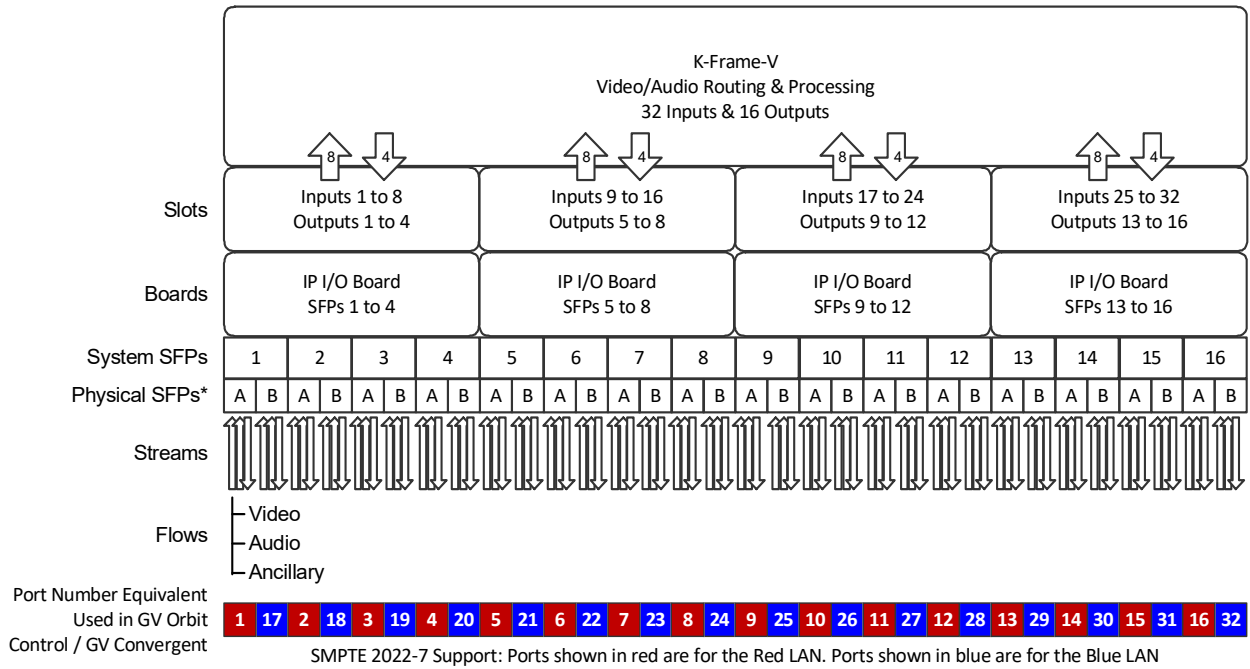 K-Frame-V
Video/Audio Routing & Processing
32 Inputs & 16 Outputs
8 4 8 4 8 4 8 4
Slots
Inputs 1 to 8
Outputs 1 to 4
Inputs 9 to 16
Outputs 5 to 8
Inputs 17 to 24
Outputs 9 to 12
Inputs 25 to 32
Outputs 13 to 16
Boards
IP I/O Board
SFPs 1 to 4
IP I/O Board
SFPs 5 to 8
IP I/O Board
SFPs 9 to 12
IP I/O Board
SFPs 13 to 16
System SFPs 1 2 3 4 5 6 7 8 9 10 11 12 13 14 15 16
Physical SFPs* A B A B A B A B A B A B A B A B A B A B A B A B A B A B A B A B
Streams
Flows
Video
Audio
Ancillary
Port Number Equivalent
Used in GV Orbit
Control / GV Convergent
1 17 2 18 3 19 4 20 5 21 6 22 7 23 8 24 9 25 10 26 11 27 12 28 13 29 14 30 15 31 16 32
SMPTE 2022-7 Support: Ports shown in red are for the Red LAN. Ports shown in blue are for the Blue LAN